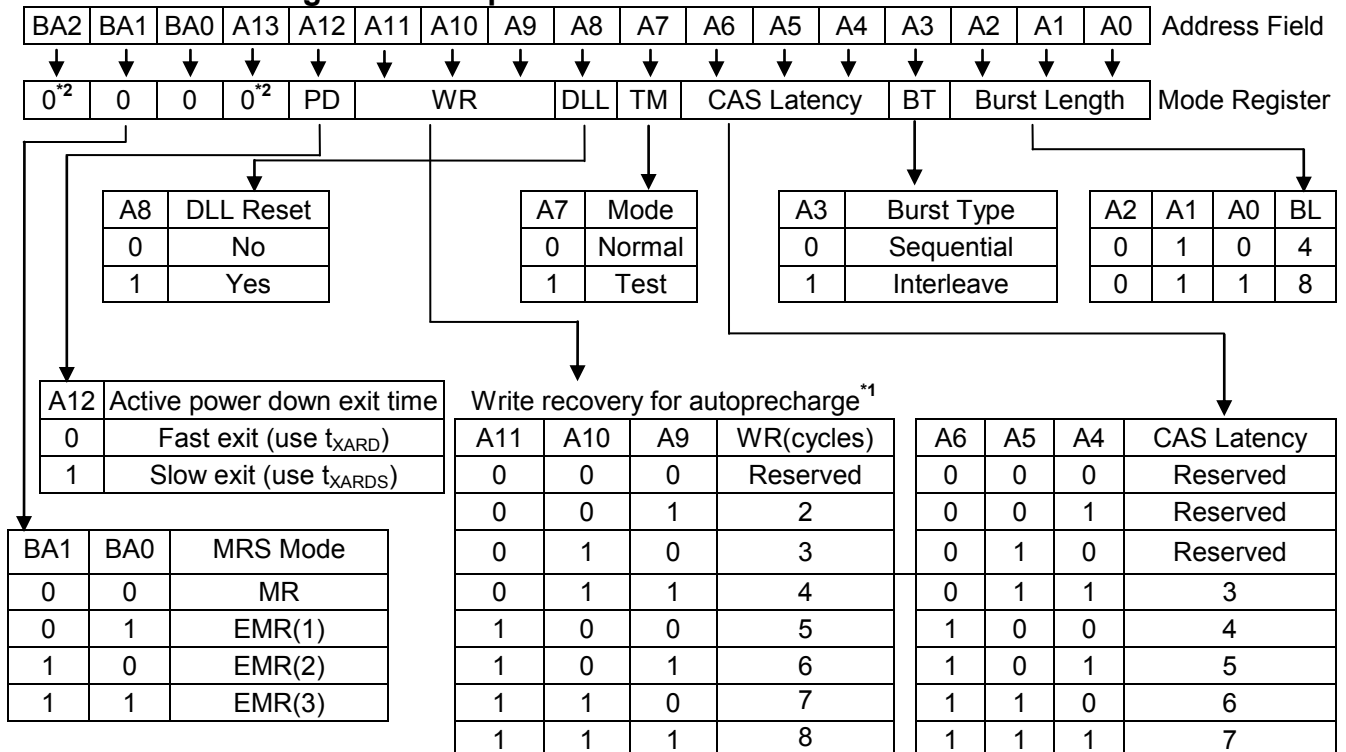 BA2 BA1 BA0 A13 A12 A11 A10 A9 A8 A7 A6 A5 A4 A3 A2 A1 A0 Address Field
0*2 0 0 0*2 PD WR DLL TM CAS Latency BT Burst Length Mode Register
A8 DLL Reset
0 No
1 Yes
A7 Mode
0 Normal
1 Test
A3 Burst Type
0 Sequential
1 Interleave
A2 A1 A0 BL
0 1 0 4
0 1 1 8
A12 Active power down exit time
0 Fast exit (use tXARD)
1 Slow exit (use tXARDS)
BA1 BA0 MRS Mode
0 0 MR
0 1 EMR(1)
1 0 EMR(2)
1 1 EMR(3)
Write recovery for autoprecharge*1
A11 A10 A9 WR(cycles)
0 0 0 Reserved
0 0 1 2
0 1 0 3
0 1 1 4
1 0 0 5
1 0 1 6
1 1 0 7
1 1 1 8
A6 A5 A4 CAS Latency
0 0 0 Reserved
0 0 1 Reserved
0 1 0 Reserved
0 1 1 3
1 0 0 4
1 0 1 5
1 1 0 6
1 1 1 7